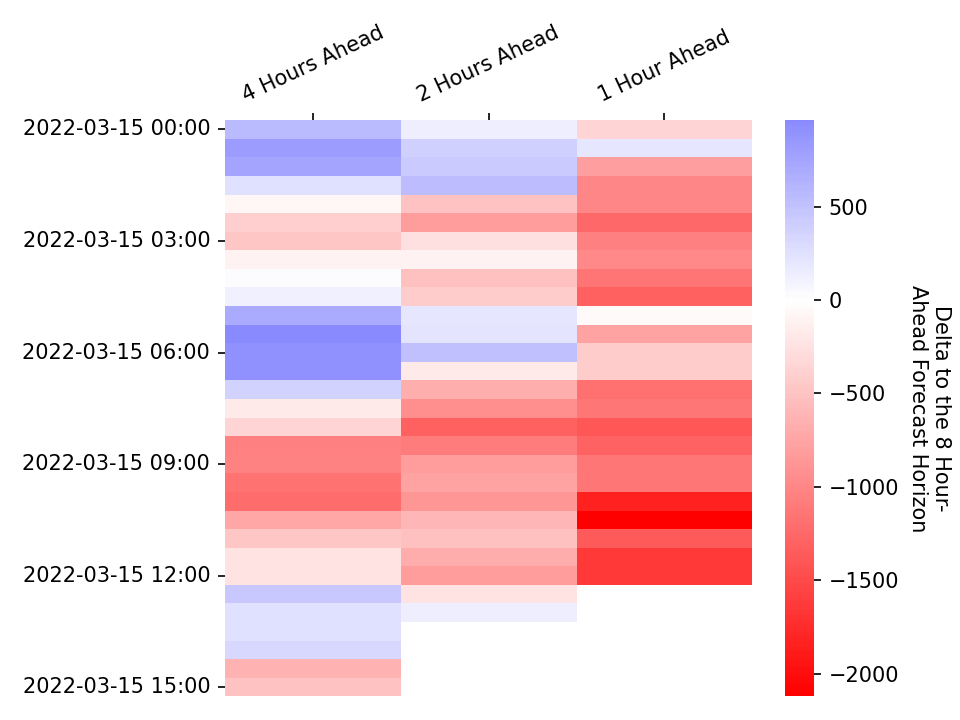 4 Hours Ahead
2 Hours Ahead
1 Hour Ahead
2022-03-15 00:00
2022-03-15 03:00
2022-03-15 06:00
2022-03-15 09:00
2022-03-15 12:00
2022-03-15 15:00
500
0
−500
−1000
−1500
−2000
Delta to the 8 Hour-
Ahead Forecast Horizon